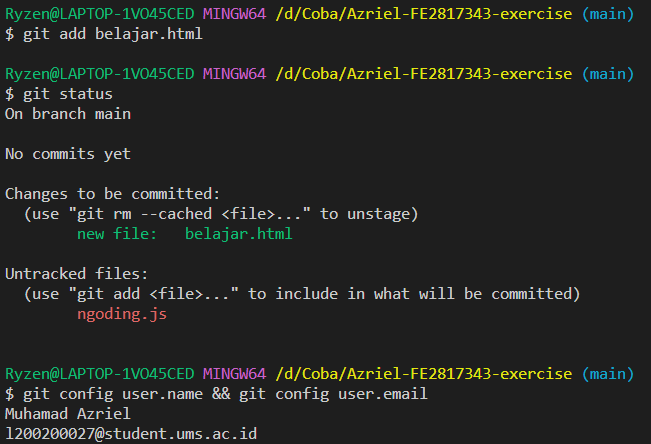 Ryzen@LAPTOP-1VO45CED MINGW64 /d/Coba/Azriel-FE2817343-exercise (main)
$ git add belajar.html
Ryzen@LAPTOP-1VO45CED MINGW64 /d/Coba/Azriel-FE2817343-exercise (main)
$ git status
On branch main
No commits yet
Changes to be committed:
  (use "git rm --cached <file>..." to unstage)
        new file:   belajar.html
Untracked files:
  (use "git add <file>..." to include in what will be committed)
        ngoding.js
Ryzen@LAPTOP-1VO45CED MINGW64 /d/Coba/Azriel-FE2817343-exercise (main)
$ git config user.name && git config user.email
Muhamad Azriel
l200200027@student.ums.ac.id